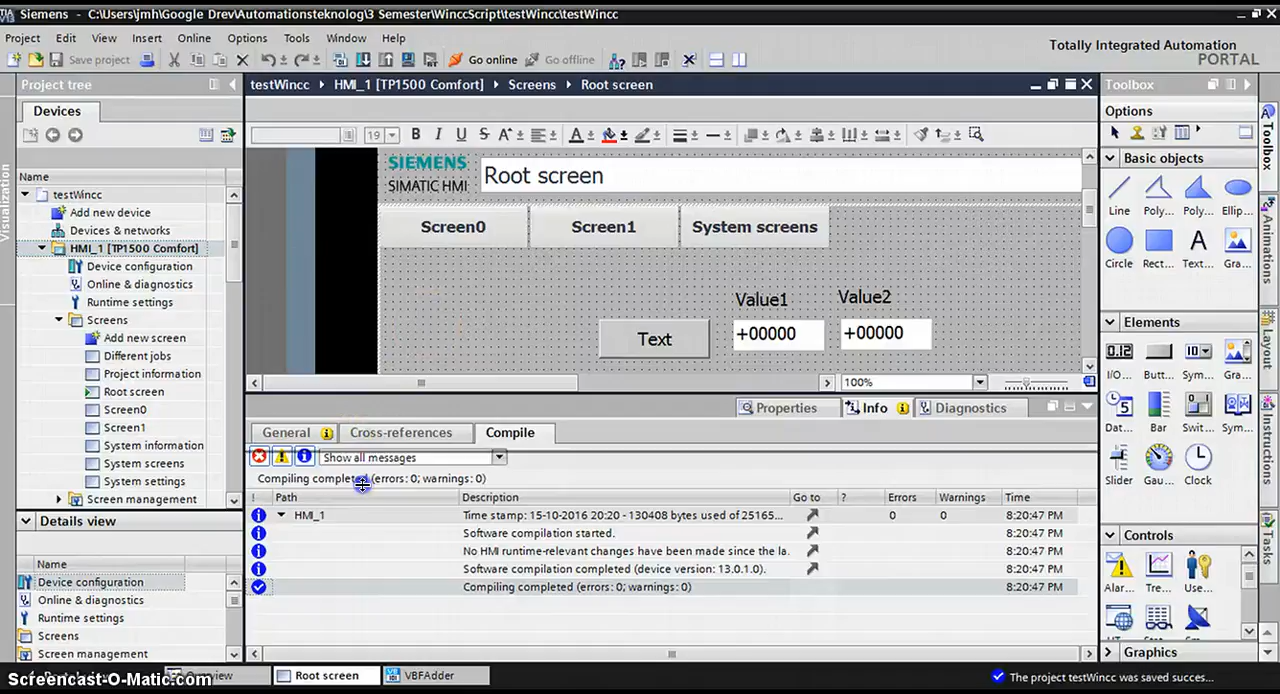 Siemens - C:\Users\jmh\Google Drev\Automationsteknolog\3 Semester\WinccScript\testWincc\testWincc
Project Edit View Insert Online Options Tools Window Help
Totally Integrated Automation
PORTAL
Save project Go online Go offline
Project tree
testWincc HMI_1 [TP1500 Comfort] Screens Root screen
Toolbox
Devices
Options
19 B I U S A A
Visualization
Name
testWincc
Add new device
Devices & networks
HMI_1 [TP1500 Comfort]
Device configuration
Online & diagnostics
Runtime settings
Screens
Add new screen
Different jobs
Project information
Root screen
Screen0
Screen1
System information
System screens
System settings
Screen management
Details view
Name
Device configuration
Online & diagnostics
Runtime settings
Screens
Screen management
SIEMENS
SIMATIC HMI
Root screen
Screen0 Screen1 System screens
Value1 Value2
Text +00000 +00000
100%
Properties Info Diagnostics
General Cross-references Compile
Show all messages
Compiling completed (errors: 0; warnings: 0)
! Path Description Go to ? Errors Warnings Time
HMI_1 Time stamp: 15-10-2016 20:20 - 130408 bytes used of 25165... 0 0 8:20:47 PM
Software compilation started. 8:20:47 PM
No HMI runtime-relevant changes have been made since the la. 8:20:47 PM
Software compilation completed (device version: 13.0.1.0). 8:20:47 PM
Compiling completed (errors: 0; warnings: 0) 8:20:47 PM
Basic objects
Line Poly... Poly... Ellip...
Circle Rect... Text... Gra...
Elements
0.12 10
I/O... Butt... Sym... Gra...
5
Dat... Bar Swit... Sym...
Slider Gau... Clock
Controls
Alar... Tre... Use...
Graphics
Toolbox
Animations
Layout
Instructions
Tasks
Root screen VBFAdder
Screencast-O-Matic.com
The project testWincc was saved succes...